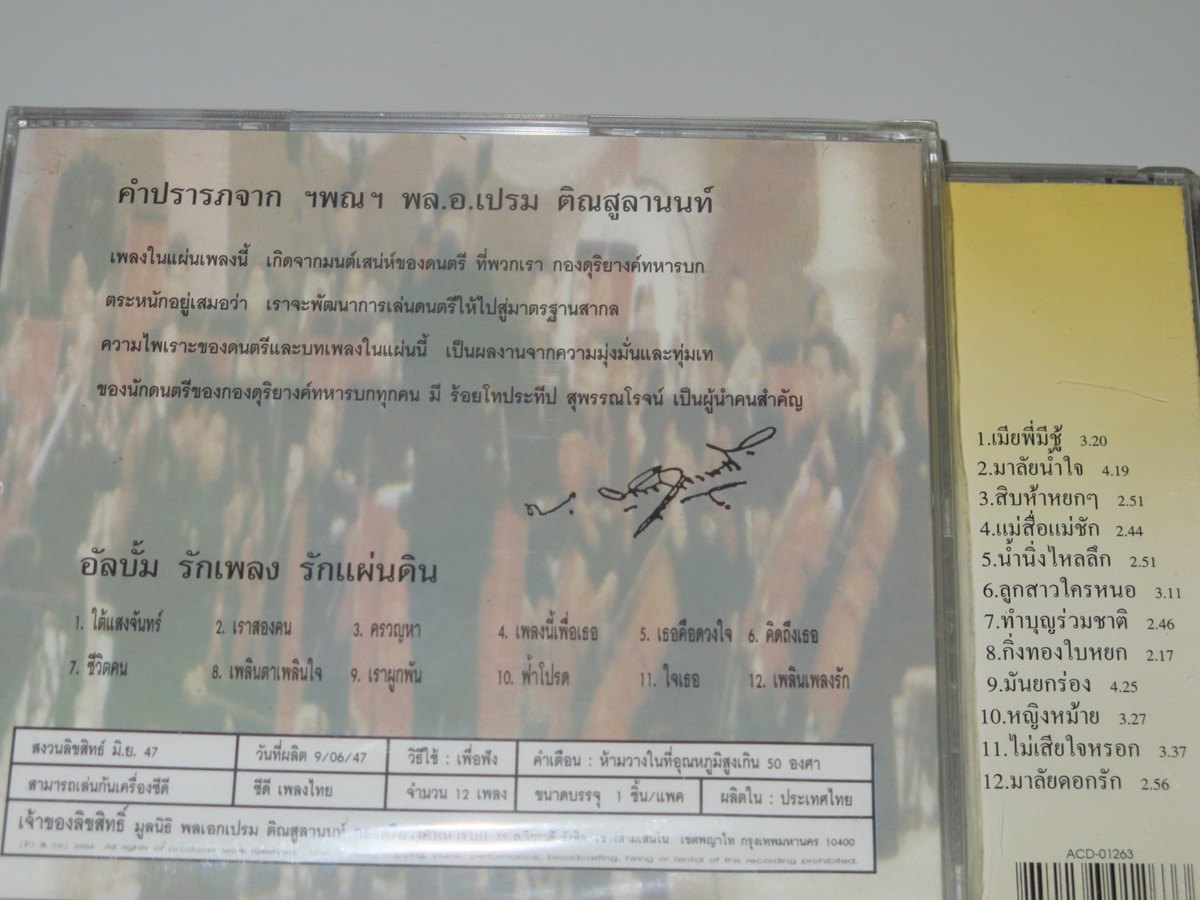 คำปรารภจาก ฯพณฯ พล.อ.เปรม ติณสูลานนท์
เพลงในแผ่นเพลงนี้ เกิดจากมนต์เสน่ห์ของดนตรี ที่พวกเรา กองดุริยางค์ทหารบก
ตระหนักอยู่เสมอว่า เราจะพัฒนาการเล่นดนตรีให้ไปสู่มาตรฐานสากล
ความไพเราะของดนตรีและบทเพลงในแผ่นนี้ เป็นผลงานจากความมุ่งมั่นและทุ่มเท
ของนักดนตรีของกองดุริยางค์ทหารบกทุกคน มี ร้อยโทประทีป สุพรรณโรจน์ เป็นผู้นำคนสำคัญ
อัลบั้ม รักเพลง รักแผ่นดิน
1. ใต้แสงจันทร์ 2. เราสองคน 3. ครวญหา 4. เพลงนี้เพื่อเธอ 5. เธอคือดวงใจ 6. คิดถึงเธอ
7. ชีวิตคน 8. เพลินตาเพลินใจ 9. เราผูกพัน 10. ฟ้าโปรด 11. ใจเธอ 12. เพลินเพลงรัก
สงวนลิขสิทธ์ มิ.ย. 47 วันที่ผลิต 9/06/47 วิธีใช้ : เพื่อฟัง คำเตือน : ห้ามวางในที่อุณหภูมิสูงเกิน 50 องศา
สามารถเล่นกับเครื่องซีดี ซีดี เพลงไทย จำนวน 12 เพลง ขนาดบรรจุ 1 ชิ้น/แพค ผลิตใน : ประเทศไทย
เจ้าของลิขสิทธิ์ มูลนิธิ พลเอกเปรม ติณสูลานนท์ กองดุริยางค์ทหารบก เขตพญาไท กรุงเทพมหานคร 10400
(P) & (C) 2004 All rights of producer work reserved. public performance, broadcasting, hiring or rental of this recording prohibited.
1.เมียพี่มีชู้ 3.20
2.มาลัยน้ำใจ 4.19
3.สิบห้าหยกๆ 2.51
4.แม่สื่อแม่ชัก 2.44
5.น้ำนิ่งไหลลึก 2.51
6.ลูกสาวใครหนอ 3.11
7.ทำบุญร่วมชาติ 2.46
8.กิ่งทองใบหยก 2.17
9.มันยกร่อง 4.25
10.หญิงหม้าย 3.27
11.ไม่เสียใจหรอก 3.37
12.มาลัยดอกรัก 2.56
ACD-01263